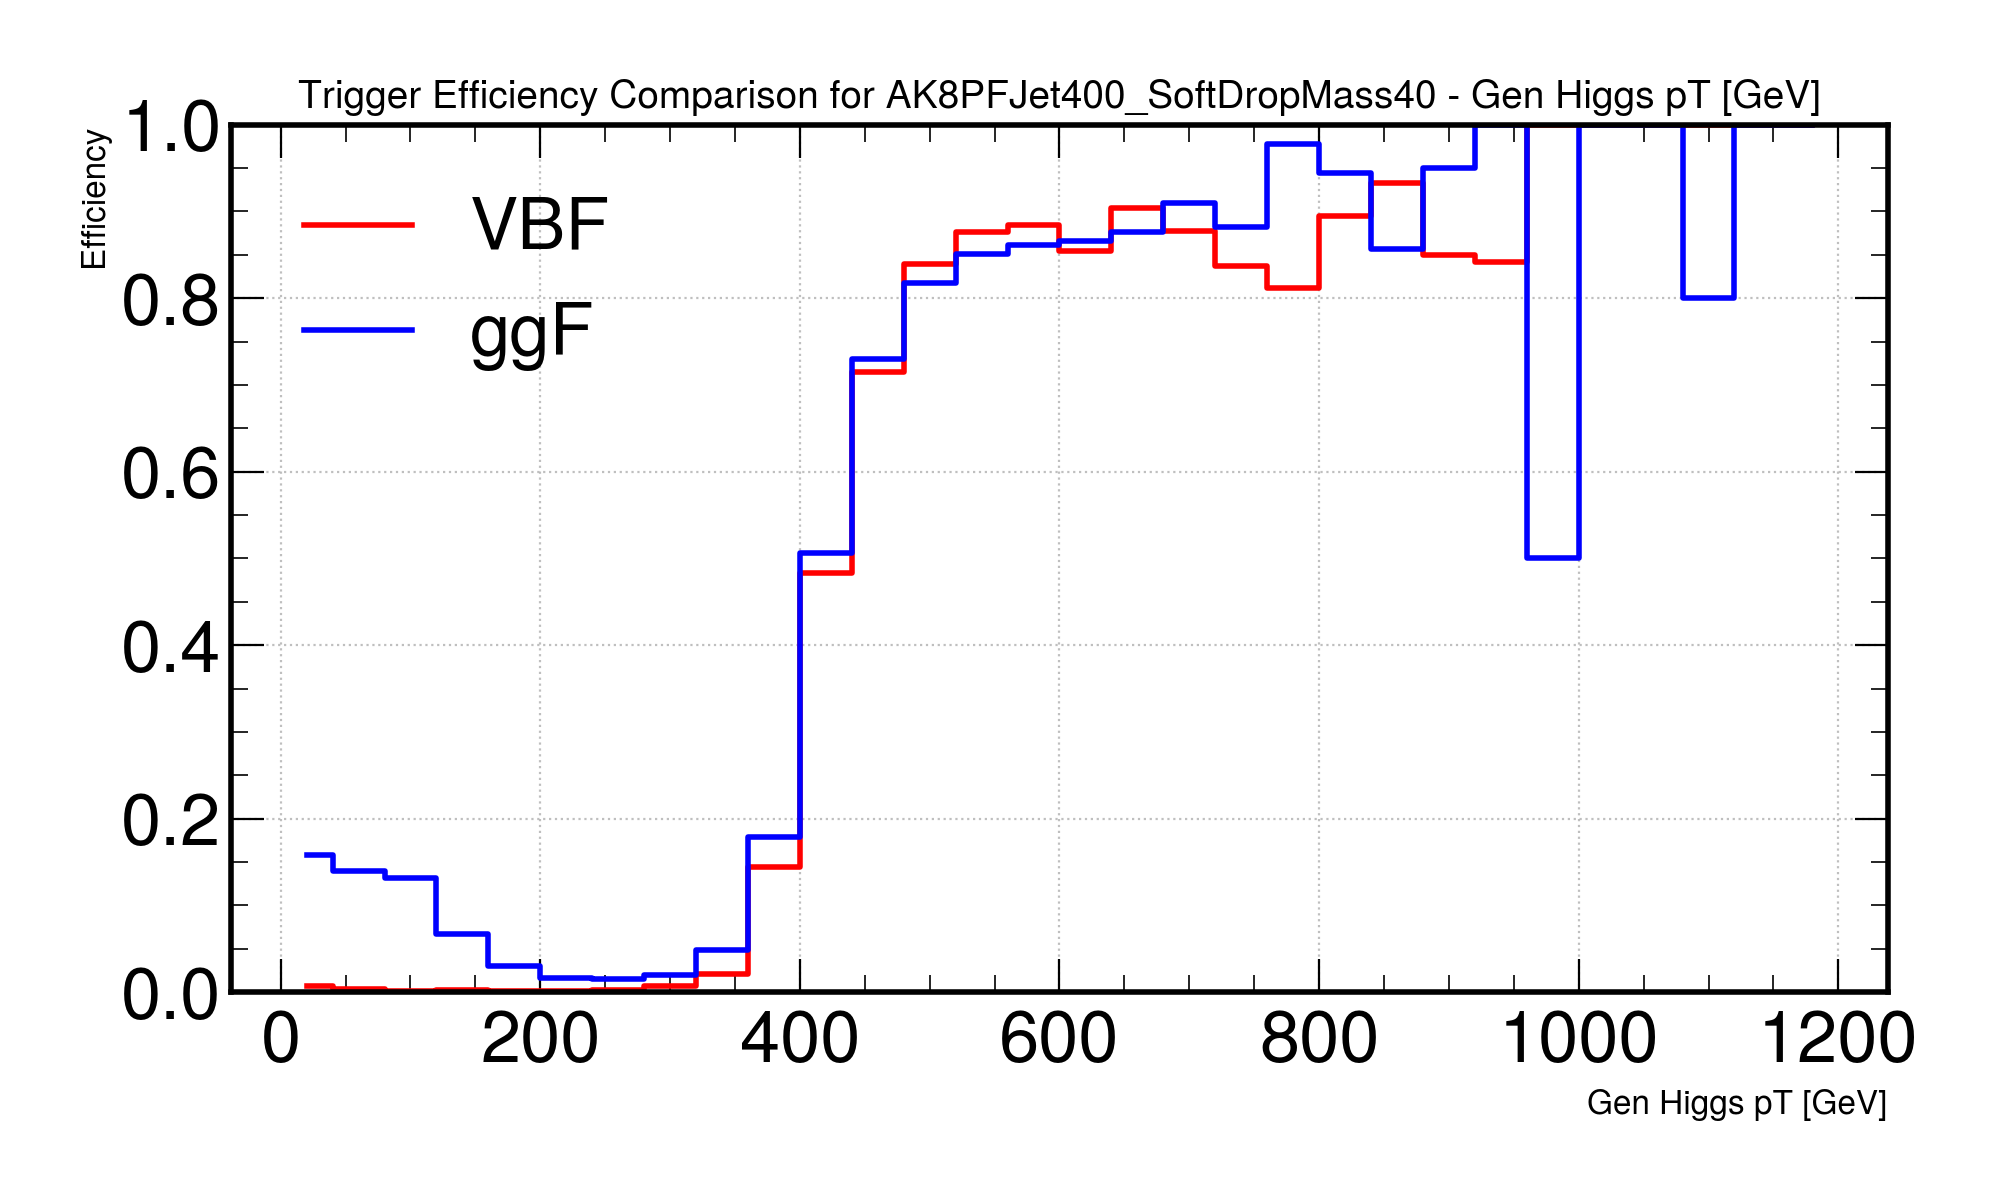 Trigger Efficiency Comparison for AK8PFJet400_SoftDropMass40 - Gen Higgs pT [GeV]
Efficiency
1.0
0.8
0.6
0.4
0.2
0.0
VBF
ggF
0 200 400 600 800 1000 1200
Gen Higgs pT [GeV]